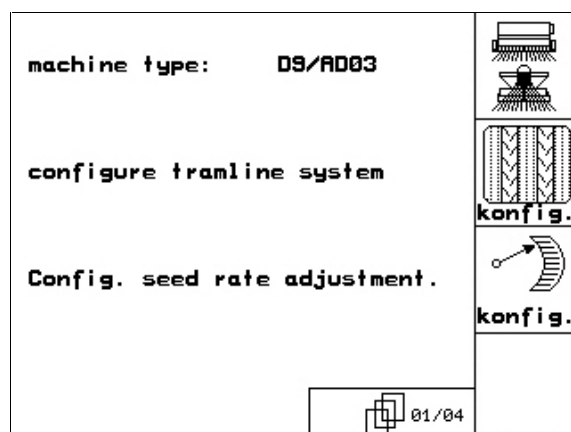 machine type: D9/AD03
configure tramline system
konfig.
Config. seed rate adjustment.
konfig.
01/04